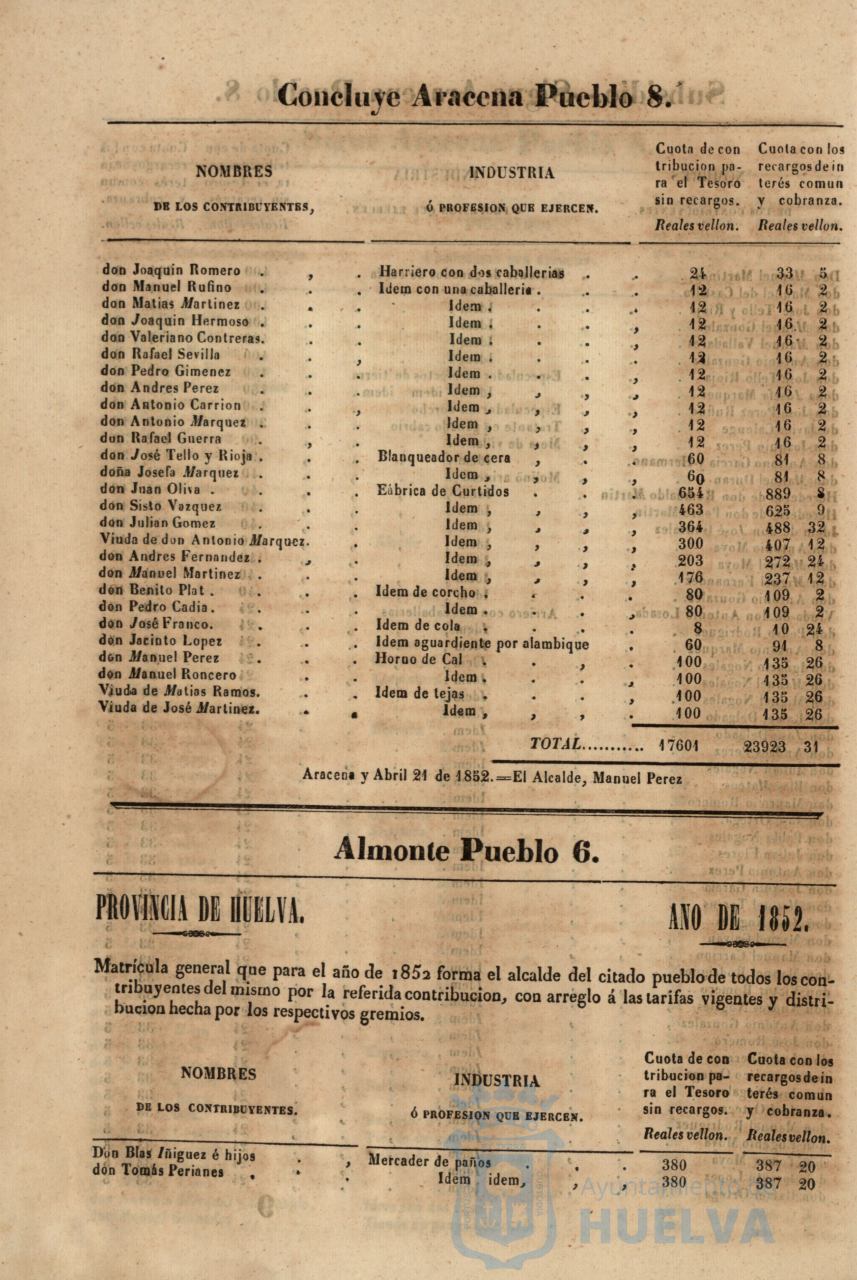 Concluye Aracena Pueblo 8.
NOMBRES
DE LOS CONTRIBUYENTES,
INDUSTRIA
Ó PROFESION QUE EJERCEN.
Cuota de con
tribucion pa-
ra el Tesoro
sin recargos.
Reales vellon.
Cuota con los
recargos de in
terés comun
y cobranza.
Reales vellon.
don Joaquin Romero . , . Harriero con dos caballerias . . 24 33 5
don Manuel Rufino . . . Idem con una caballeria . . . 12 16 2
don Matias Martinez . . . Idem . . . . 12 16 2
don Joaquin Hermoso . . . Idem . . . , 12 16 2
don Valeriano Contreras. . . Idem . . . , 12 16 2
don Rafael Sevilla . , . Idem . . . . 12 16 2
don Pedro Gimenez . . . Idem . . . , 12 16 2
don Andres Perez . . . Idem , , , , 12 16 2
don Antonio Carrion . , . Idem , , , , 12 16 2
don Antonio Marquez . . . Idem , , , , 12 16 2
don Rafael Guerra . , . Idem , , , , 12 16 2
don José Tello y Rioja . . . Blanqueador de cera , . . 60 81 8
doña Josefa Marquez . . . Idem , , , , 60 81 8
don Juan Oliva . . . . Fábrica de Curtidos . . . 654 889 8
don Sisto Vazquez . . . Idem , , , , 463 625 9
don Julian Gomez . . . Idem , , , , 364 488 32
Viuda de don Antonio Marquez. . Idem , , , , 300 407 12
don Andres Fernandez . , . Idem , , , , 203 272 24
don Manuel Martinez . . . Idem , , , , 176 237 12
don Benito Plat . . . . Idem de corcho . . . . 80 109 2
don Pedro Cadia . . . . Idem . . . , 80 109 2
don José Franco. . . . Idem de cola . . . . 8 10 24
don Jacinto Lopez . . . Idem aguardiente por alambique . 60 91 8
don Manuel Perez . . . Horno de Cal . . , . 100 135 26
don Manuel Roncero . . Idem . . . , 100 135 26
Viuda de Matias Ramos. . . Idem de tejas . . . . 100 135 26
Viuda de José Martinez. . . Idem , , , . 100 135 26
TOTAL........... 17601 23923 31
Aracena y Abril 21 de 1852.=El Alcalde, Manuel Perez
Almonte Pueblo 6.
PROVINCIA DE HUELVA.
AÑO DE 1852.
Matrícula general que para el año de 1852 forma el alcalde del citado pueblo de todos los con-
tribuyentes del mismo por la referida contribucion, con arreglo á las tarifas vigentes y distri-
bucion hecha por los respectivos gremios.
NOMBRES
DE LOS CONTRIBUYENTES.
INDUSTRIA
Ó PROFESION QUE EJERCEN.
Cuota de con
tribucion pa-
ra el Tesoro
sin recargos.
Reales vellon.
Cuota con los
recargos de in
terés comun
y cobranza.
Reales vellon.
Don Blas Iñiguez é hijos . , Mercader de paños . . . 380 387 20
don Tomás Perianes . . . Idem idem, , , 380 387 20
Ayuntamiento de
HUELVA